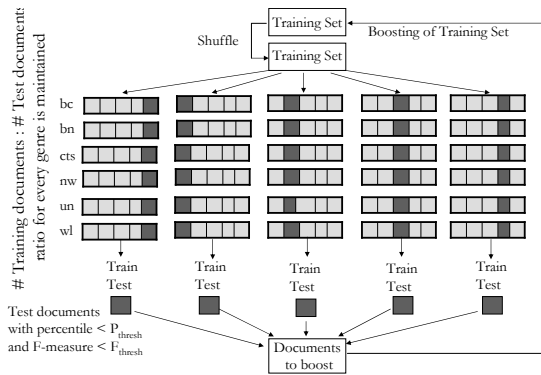 Training Set
Boosting of Training Set
Shuffle
Training Set
# Training documents : # Test documents
ratio for every genre is maintained
bc
bn
cts
nw
un
wl
Train
Test
Train
Test
Train
Test
Train
Test
Train
Test
Test documents
with percentile < P_thresh
and F-measure < F_thresh
Documents
to boost